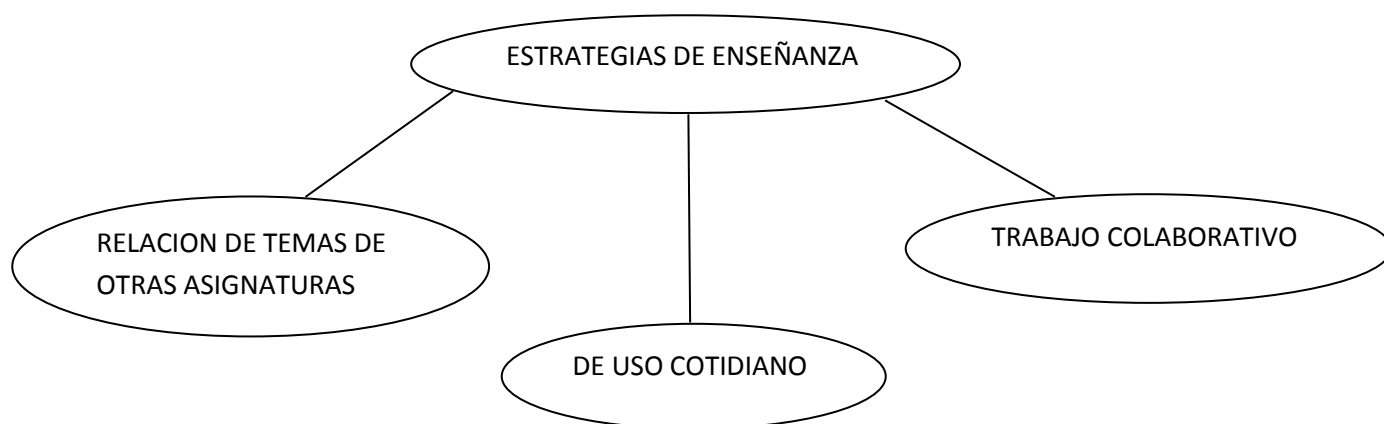 ESTRATEGIAS DE ENSEÑANZA
RELACION DE TEMAS DE
OTRAS ASIGNATURAS
TRABAJO COLABORATIVO
DE USO COTIDIANO